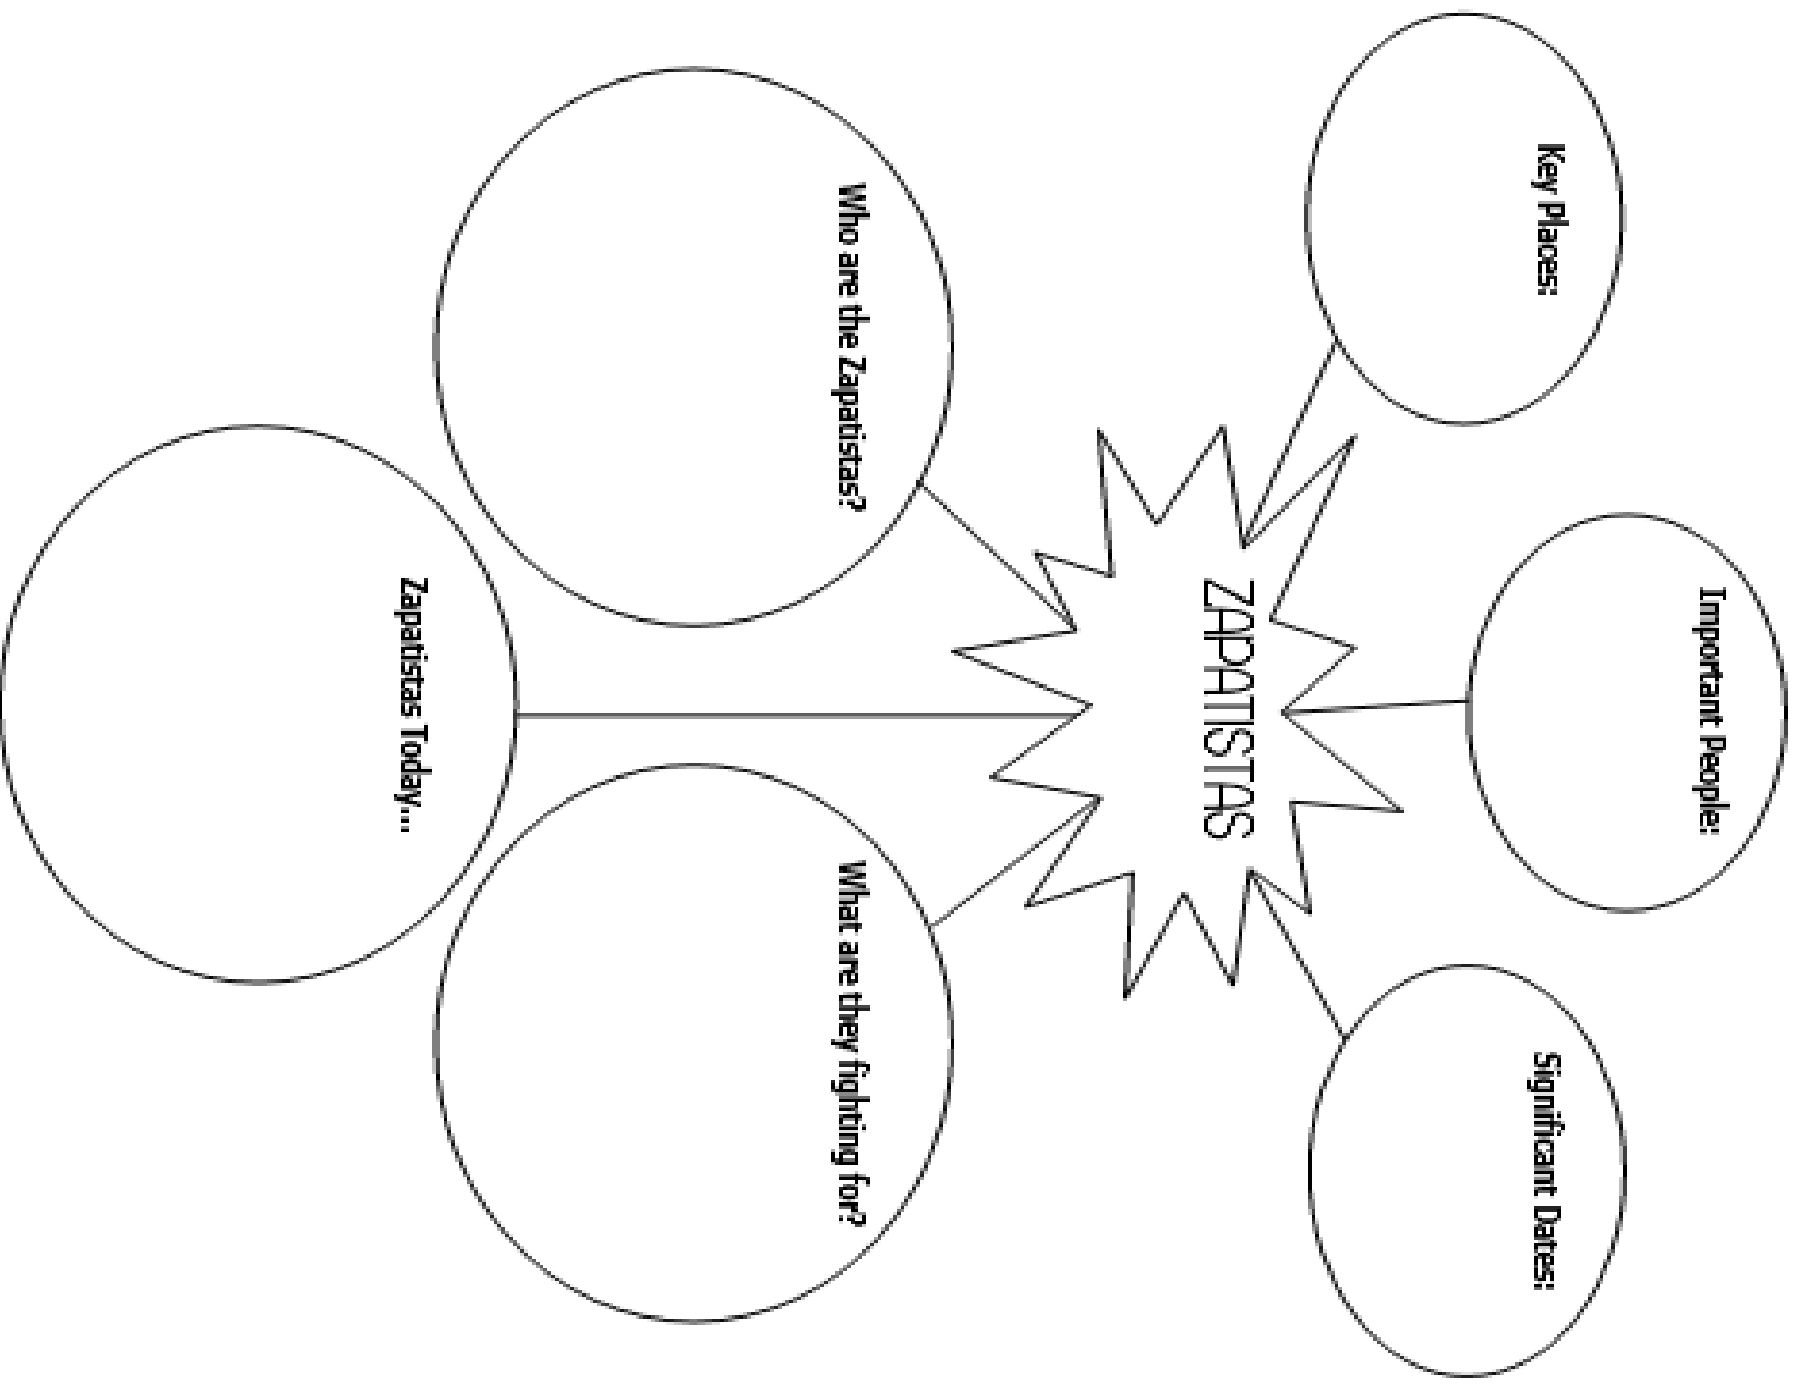 Important People:
Key Places:
Significant Dates:
ZAPATISTAS
Who are the Zapatistas?
What are they fighting for?
Zapatistas Today...